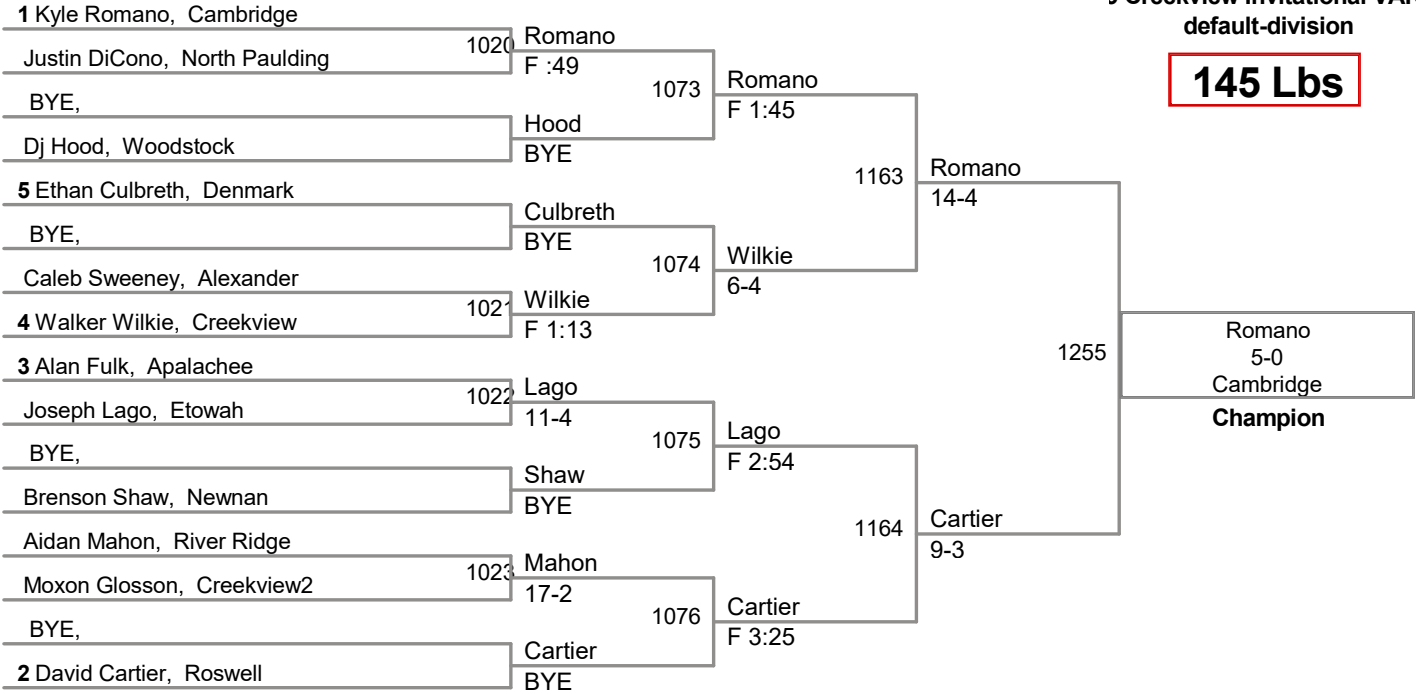 Creekview Invitational
default-division
145 Lbs
1 Kyle Romano, Cambridge
Justin DiCono, North Paulding
BYE,
Dj Hood, Woodstock
5 Ethan Culbreth, Denmark
BYE,
Caleb Sweeney, Alexander
4 Walker Wilkie, Creekview
3 Alan Fulk, Apalachee
Joseph Lago, Etowah
BYE,
Brenson Shaw, Newnan
Aidan Mahon, River Ridge
Moxon Glosson, Creekview2
BYE,
2 David Cartier, Roswell
1020
Romano
F :49
Hood
BYE
Culbreth
BYE
1021
Wilkie
F 1:13
1022
Lago
11-4
Shaw
BYE
1023
Mahon
17-2
Cartier
BYE
1073
Romano
F 1:45
1074
Wilkie
6-4
1075
Lago
F 2:54
1076
Cartier
F 3:25
1163
Romano
14-4
1164
Cartier
9-3
1255
Romano
5-0
Cambridge
Champion